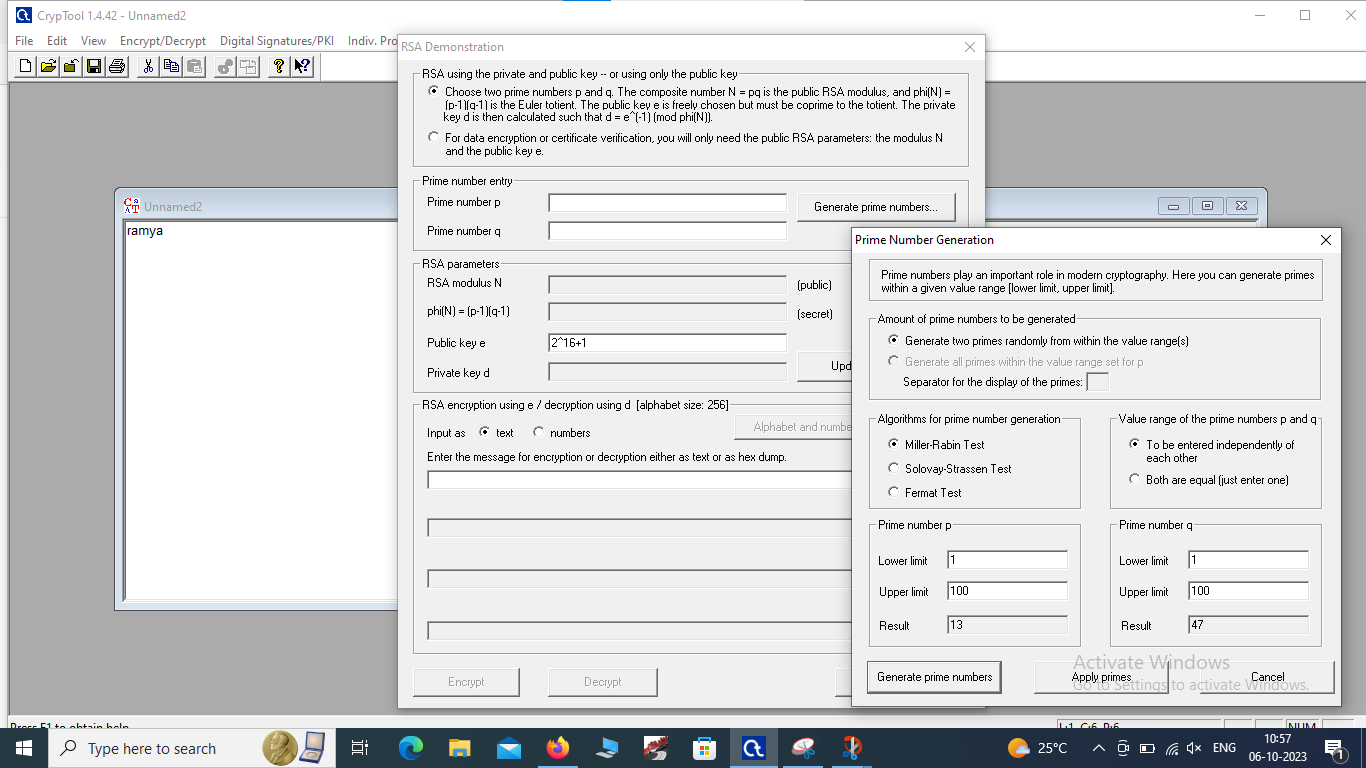 CrypTool 1.4.42 - Unnamed2
File Edit View Encrypt/Decrypt Digital Signatures/PKI Indiv. Pro
RSA Demonstration
RSA using the private and public key -- or using only the public key
Choose two prime numbers p and q. The composite number N = pq is the public RSA modulus, and phi(N) =
(p-1)(q-1) is the Euler totient. The public key e is freely chosen but must be coprime to the totient. The private
key d is then calculated such that d = e^(-1) (mod phi(N)).
For data encryption or certificate verification, you will only need the public RSA parameters: the modulus N
and the public key e.
Prime number entry
Prime number p
Generate prime numbers...
Prime number q
RSA parameters
RSA modulus N
(public)
phi(N) = (p-1)(q-1)
(secret)
Public key e
2^16+1
Private key d
Upd
RSA encryption using e / decryption using d [alphabet size: 256]
Input as text numbers
Alphabet and numbe
Enter the message for encryption or decryption either as text or as hex dump.
Encrypt
Decrypt
Unnamed2
ramya
Prime Number Generation
Prime numbers play an important role in modern cryptography. Here you can generate primes
within a given value range [lower limit, upper limit].
Amount of prime numbers to be generated
Generate two primes randomly from within the value range(s)
Generate all primes within the value range set for p
Separator for the display of the primes:
Algorithms for prime number generation
Miller-Rabin Test
Solovay-Strassen Test
Fermat Test
Value range of the prime numbers p and q
To be entered independently of
each other
Both are equal (just enter one)
Prime number p
Lower limit 1
Upper limit 100
Result 13
Prime number q
Lower limit 1
Upper limit 100
Result 47
Generate prime numbers
Apply primes
Cancel
Activate Windows
Go to Settings to activate Windows.
Press F1 to obtain help.
L:1 C:6 P:6
NUM
Type here to search
25°C
ENG
10:57
06-10-2023
1